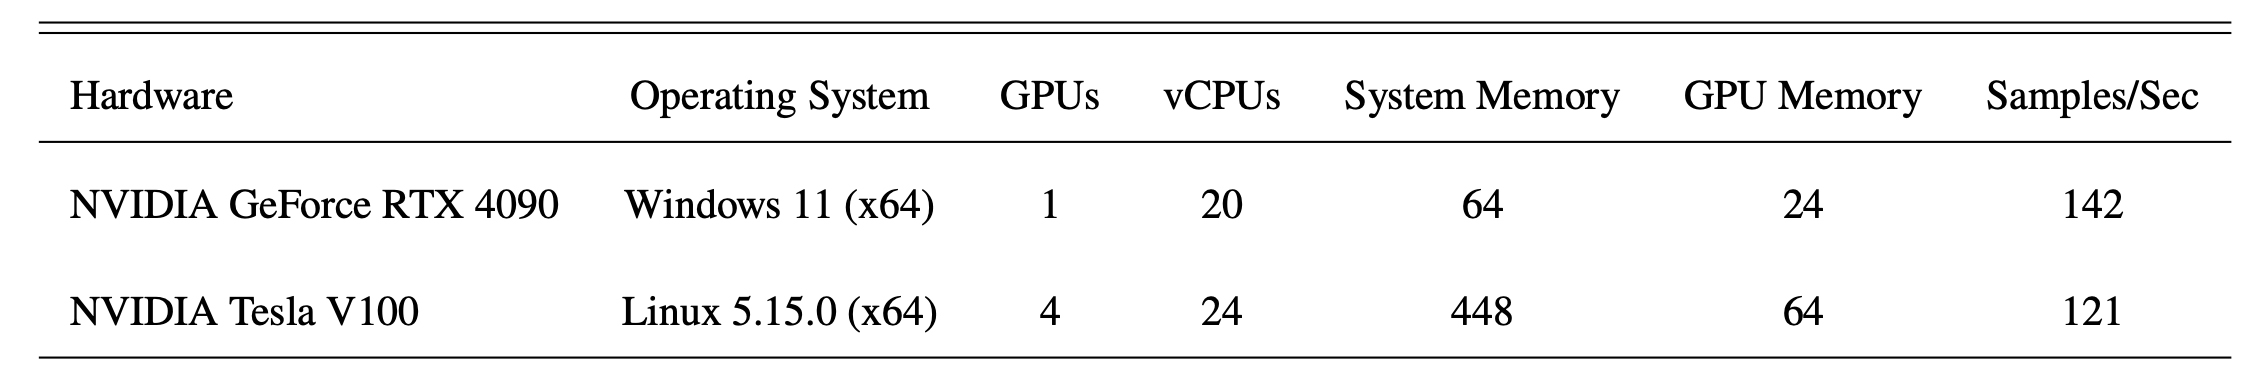 Hardware Operating System GPUs vCPUs System Memory GPU Memory Samples/Sec
NVIDIA GeForce RTX 4090 Windows 11 (x64) 1 20 64 24 142
NVIDIA Tesla V100 Linux 5.15.0 (x64) 4 24 448 64 121